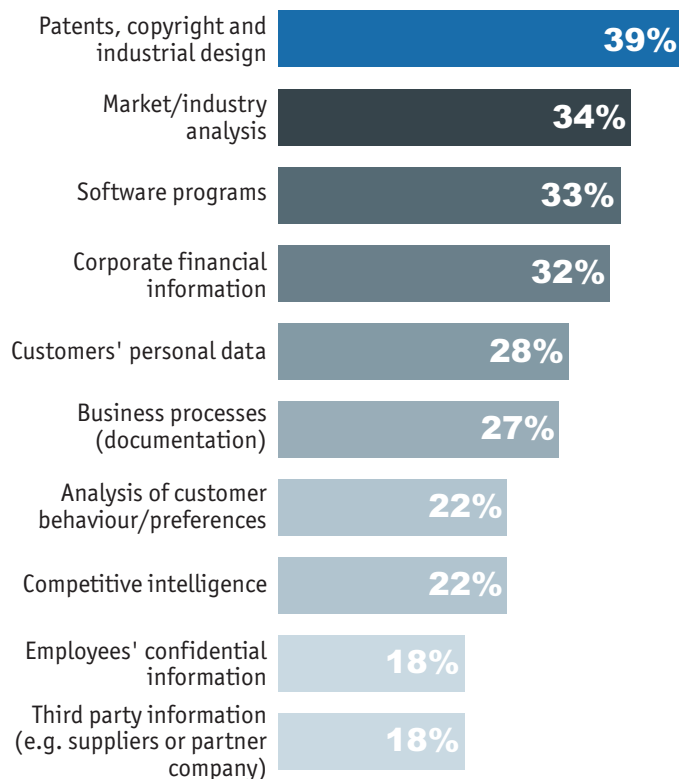 Patents, copyright and
industrial design
39%
Market/industry
analysis
34%
Software programs
33%
Corporate financial
information
32%
Customers' personal data
28%
Business processes
(documentation)
27%
Analysis of customer
behaviour/preferences
22%
Competitive intelligence
22%
Employees' confidential
information
18%
Third party information
(e.g. suppliers or partner
company)
18%